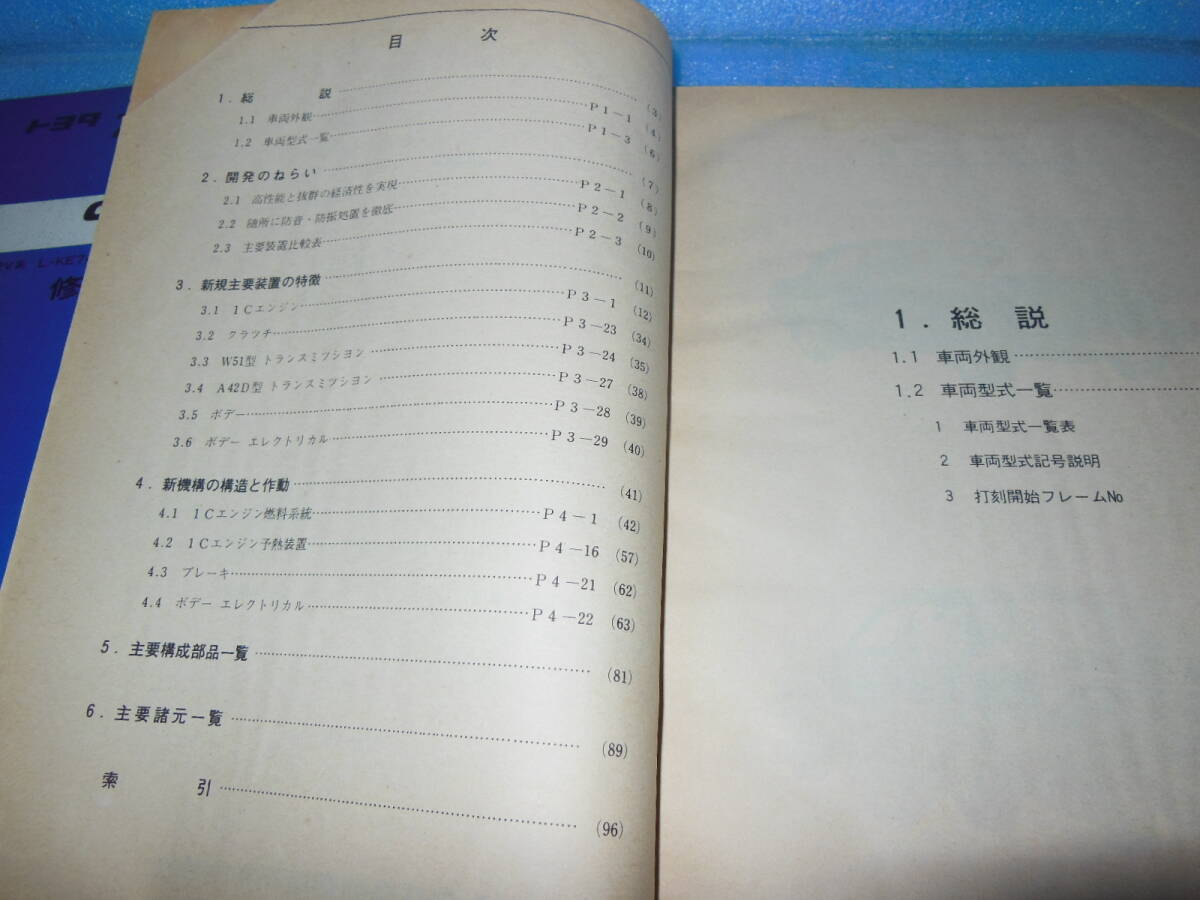 トヨタ
L-KE7
修
目 次
1. 総 説 (3)
1.1 車両外観 P1-1 (4)
1.2 車両型式一覧 P1-3 (6)
2. 開発のねらい (7)
2.1 高性能と抜群の経済性を実現 P2-1 (8)
2.2 随所に防音・防振処置を徹底 P2-2 (9)
2.3 主要装置比較表 P2-3 (10)
3. 新規主要装置の特徴 (11)
3.1 1Cエンジン P3-1 (12)
3.2 クラツチ P3-23 (34)
3.3 W51型 トランスミツシヨン P3-24 (35)
3.4 A42D型 トランスミツシヨン P3-27 (38)
3.5 ボデー P3-28 (39)
3.6 ボデー エレクトリカル P3-29 (40)
4. 新機構の構造と作動 (41)
4.1 1Cエンジン燃料系統 P4-1 (42)
4.2 1Cエンジン予熱装置 P4-16 (57)
4.3 ブレーキ P4-21 (62)
4.4 ボデー エレクトリカル P4-22 (63)
5. 主要構成部品一覧 (81)
6. 主要諸元一覧 (89)
索 引 (96)
1. 総 説
1.1 車両外観
1.2 車両型式一覧
1 車両型式一覧表
2 車両型式記号説明
3 打刻開始フレームNo